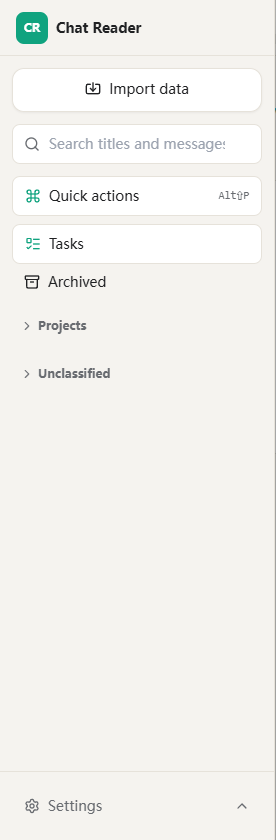 CR Chat Reader
Import data
Search titles and messages
Quick actions Alt⇧P
Tasks
Archived
Projects
Unclassified
Settings